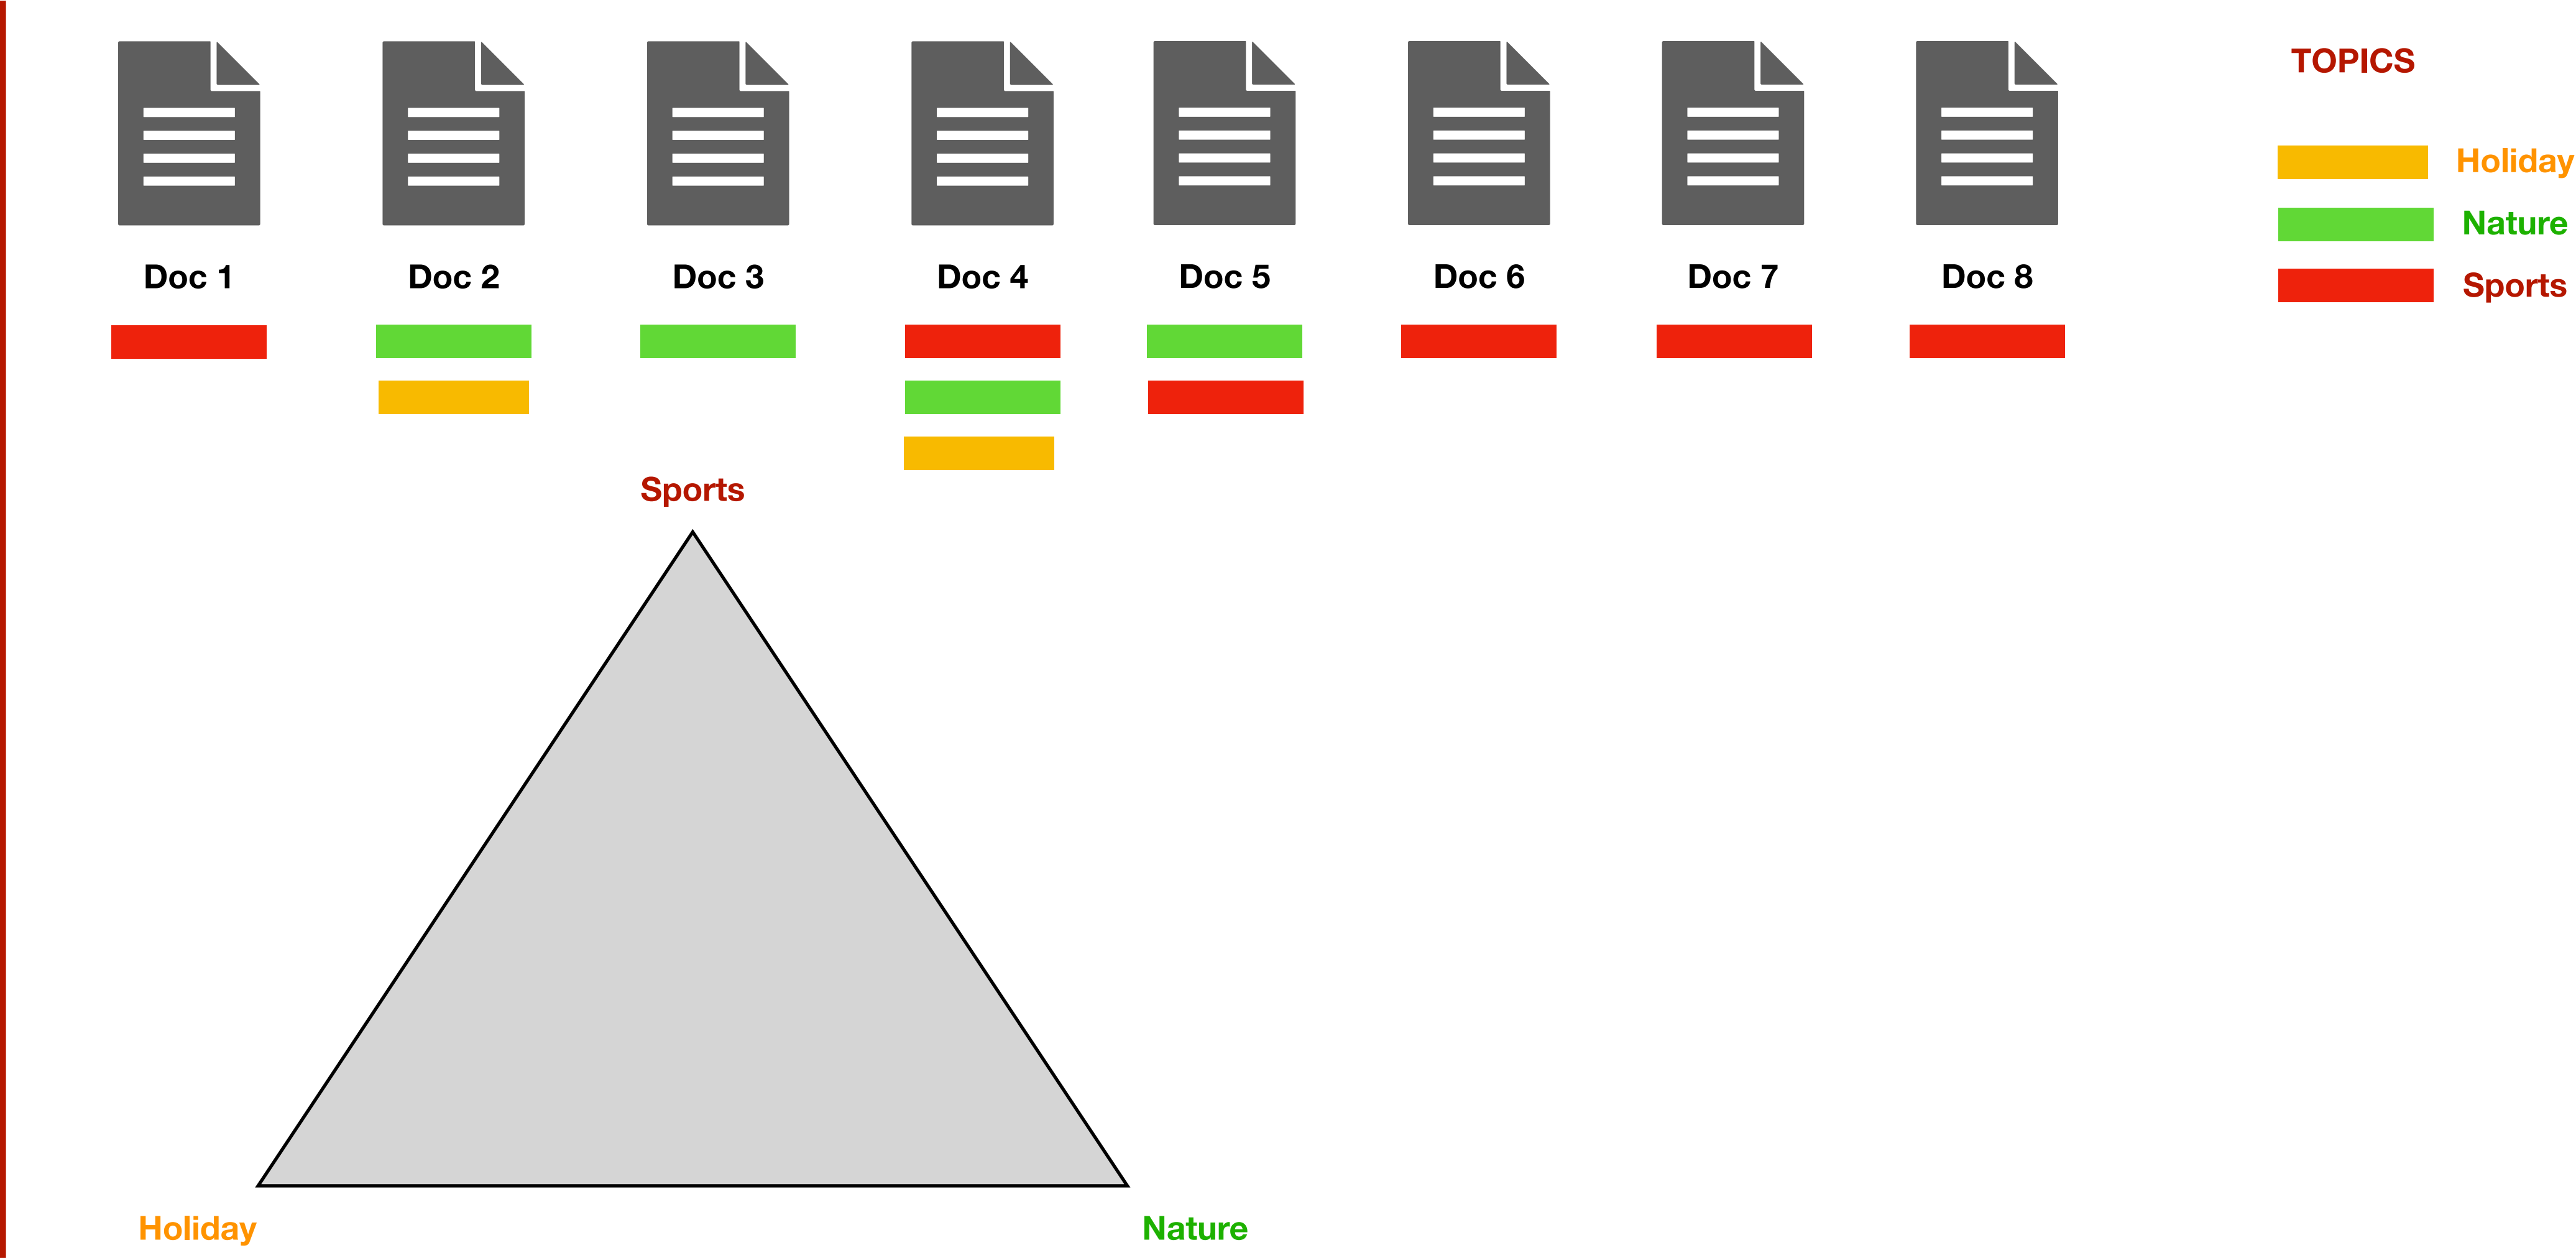 TOPICS
Holiday
Nature
Sports
Doc 1
Doc 2
Doc 3
Doc 4
Doc 5
Doc 6
Doc 7
Doc 8
Sports
Holiday
Nature